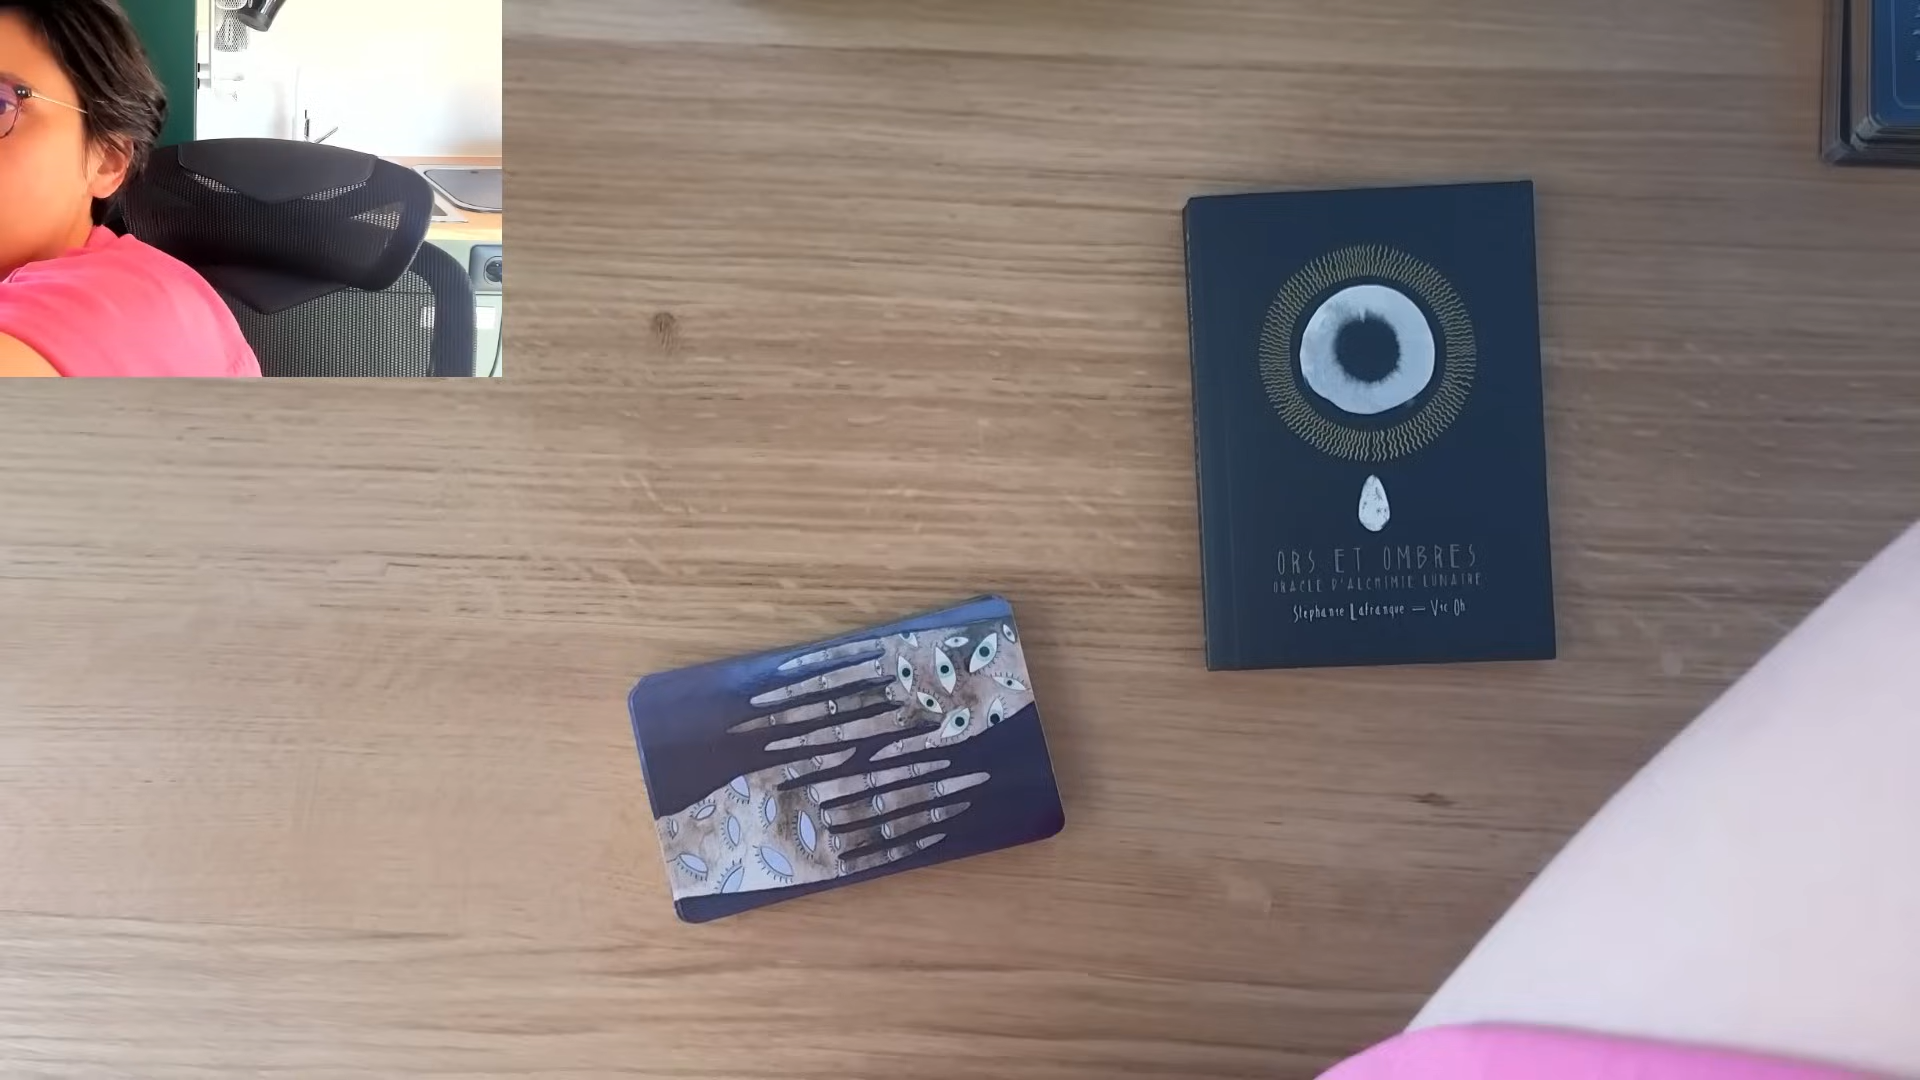 ORS ET OMBRES
ORACLE D'ALCHIMIE LUNAIRE
Stephanie Lafranque — Vic Oh